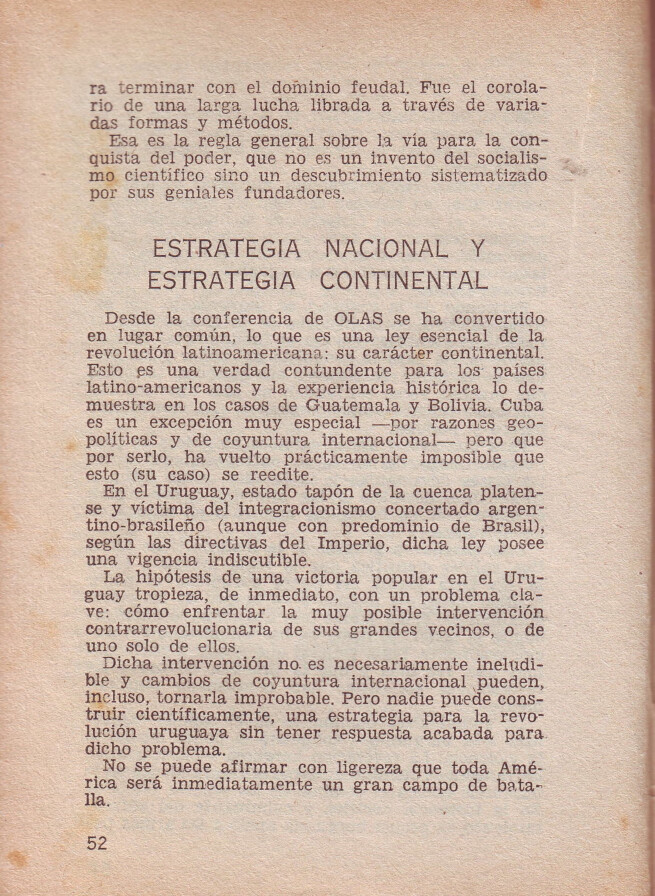 ra terminar con el dominio feudal. Fue el corola-
rio de una larga lucha librada a través de varia-
das formas y métodos.
Esa es la regla general sobre la vía para la con-
quista del poder, que no es un invento del socialis-
mo científico sino un descubrimiento sistematizado
por sus geniales fundadores.
ESTRATEGIA NACIONAL Y
ESTRATEGIA CONTINENTAL
Desde la conferencia de OLAS se ha convertido
en lugar común, lo que es una ley esencial de la
revolución latinoamericana: su carácter continental.
Esto es una verdad contundente para los países
latino-americanos y la experiencia histórica lo de-
muestra en los casos de Guatemala y Bolivia. Cuba
es un excepción muy especial —por razones geo-
políticas y de coyuntura internacional— pero que
por serlo, ha vuelto prácticamente imposible que
esto (su caso) se reedite.
En el Uruguay, estado tapón de la cuenca platen-
se y víctima del integracionismo concertado argen-
tino-brasileño (aunque con predominio de Brasil),
según las directivas del Imperio, dicha ley posee
una vigencia indiscutible.
La hipótesis de una victoria popular en el Uru-
guay tropieza, de inmediato, con un problema cla-
ve: cómo enfrentar la muy posible intervención
contrarrevolucionaria de sus grandes vecinos, o de
uno solo de ellos.
Dicha intervención no es necesariamente ineludi-
ble y cambios de coyuntura internacional pueden,
incluso, tornarla improbable. Pero nadie puede cons-
truir científicamente, una estrategia para la revo-
lución uruguaya sin tener respuesta acabada para
dicho problema.
No se puede afirmar con ligereza que toda Amé-
rica será inmediatamente un gran campo de bata-
lla.
52